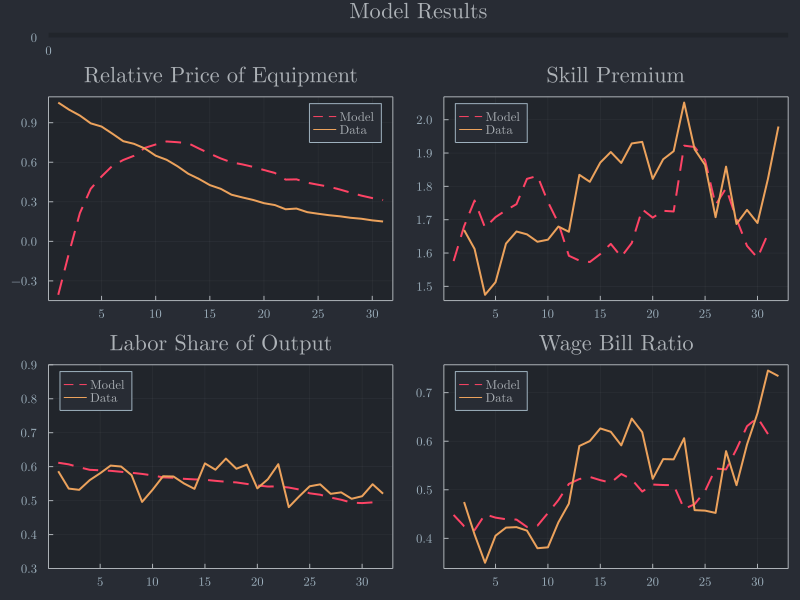 Model Results
0
0
Relative Price of Equipment
Model
Data
0.9
0.6
0.3
0.0
−0.3
5 10 15 20 25 30
Skill Premium
Model
Data
2.0
1.9
1.8
1.7
1.6
1.5
5 10 15 20 25 30
Labor Share of Output
Model
Data
0.9
0.8
0.7
0.6
0.5
0.4
0.3
5 10 15 20 25 30
Wage Bill Ratio
Model
Data
0.7
0.6
0.5
0.4
5 10 15 20 25 30